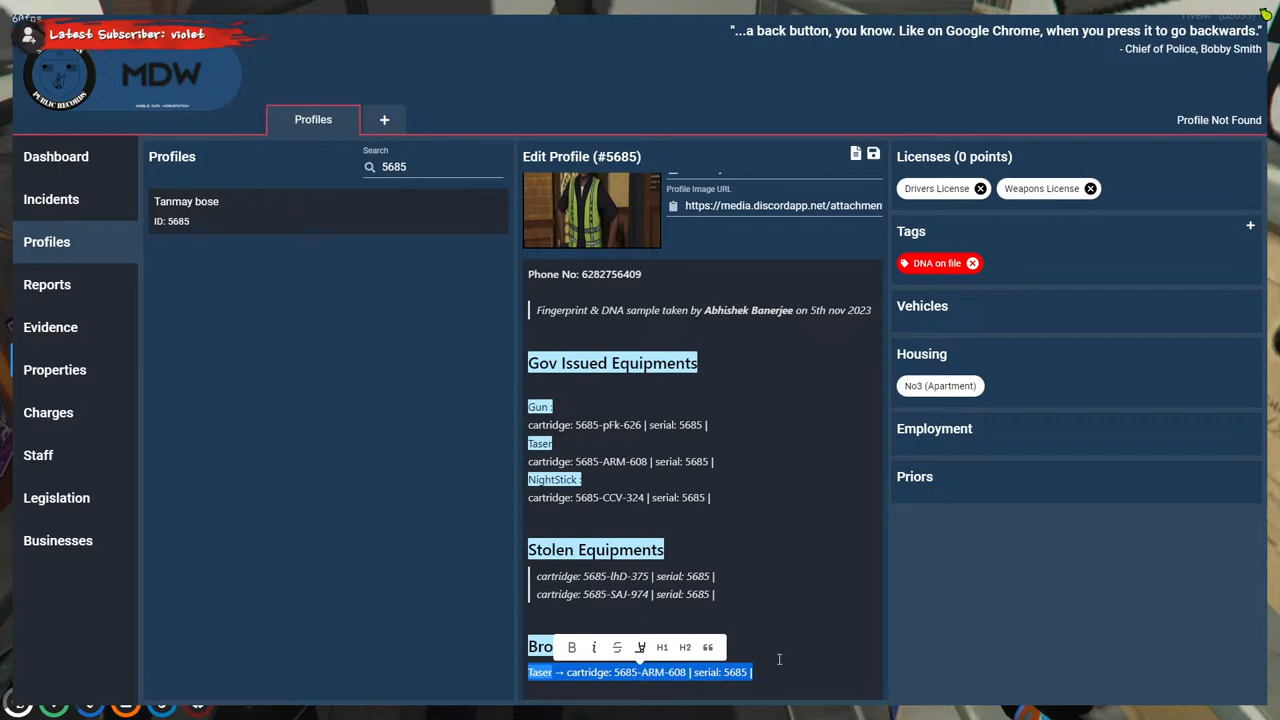 60fps
FiveM
Latest Subscriber: violet
"...a back button, you know. Like on Google Chrome, when you press it to go backwards."
- Chief of Police, Bobby Smith
PUBLIC RECORDS
MDW
MOBILE DATA WORKSTATION
Profiles
+
Profile Not Found
Dashboard
Incidents
Profiles
Reports
Evidence
Properties
Charges
Staff
Legislation
Businesses
Profiles
Search
5685
Tanmay bose
ID: 5685
Edit Profile (#5685)
Profile Image URL
https://media.discordapp.net/attachmen
Phone No: 6282756409
Fingerprint & DNA sample taken by Abhishek Banerjee on 5th nov 2023
Gov Issued Equipments
Gun :
cartridge: 5685-pFk-626 | serial: 5685 |
Taser
cartridge: 5685-ARM-608 | serial: 5685 |
NightStick :
cartridge: 5685-CCV-324 | serial: 5685 |
Stolen Equipments
cartridge: 5685-lhD-375 | serial: 5685 |
cartridge: 5685-SAJ-974 | serial: 5685 |
Bro
B i S H1 H2
Taser → cartridge: 5685-ARM-608 | serial: 5685 |
Licenses (0 points)
Drivers License
Weapons License
Tags
+
DNA on file
Vehicles
Housing
No3 (Apartment)
Employment
Priors